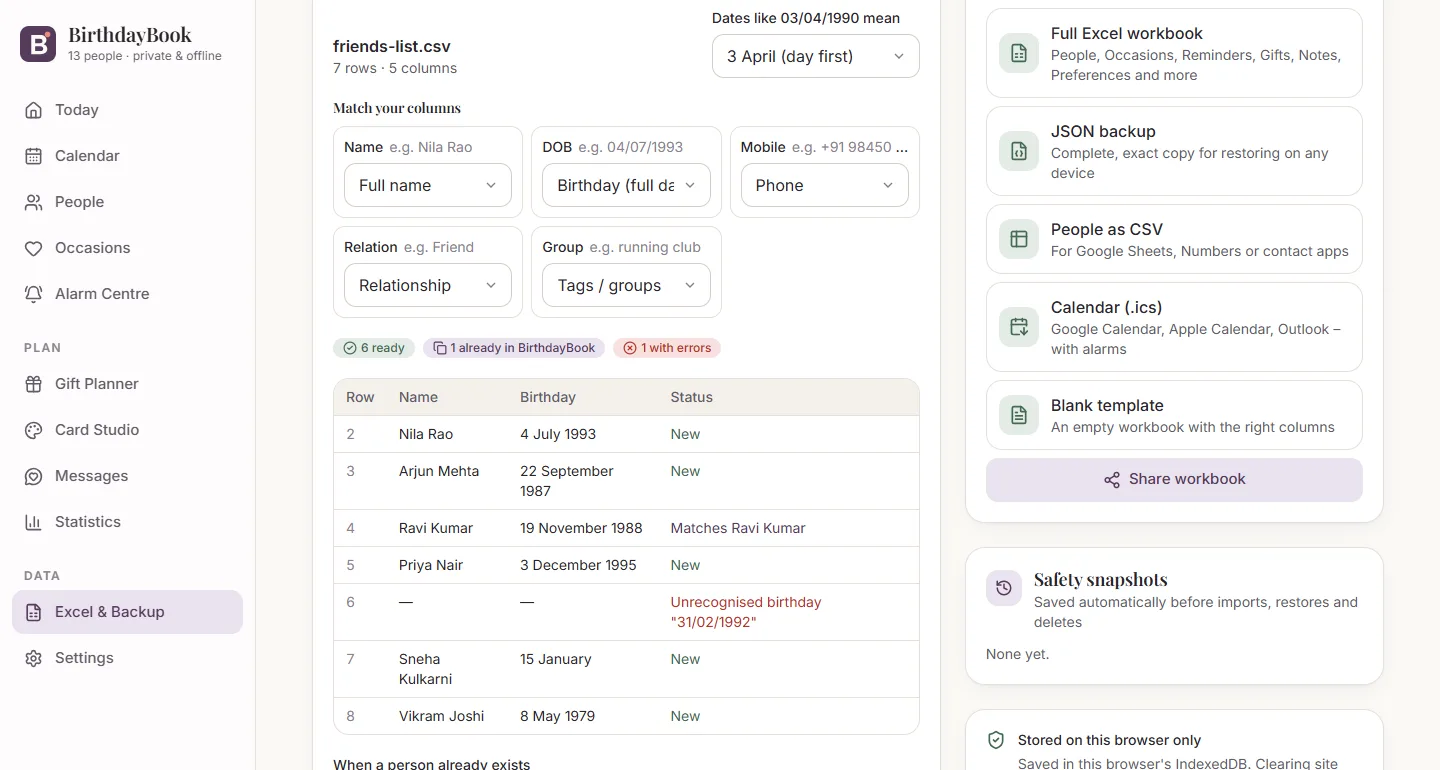 BirthdayBook
13 people · private & offline
Today
Calendar
People
Occasions
Alarm Centre
PLAN
Gift Planner
Card Studio
Messages
Statistics
DATA
Excel & Backup
Settings
Dates like 03/04/1990 mean
friends-list.csv
7 rows · 5 columns
3 April (day first)
Match your columns
Name e.g. Nila Rao
Full name
DOB e.g. 04/07/1993
Birthday (full da
Mobile e.g. +91 98450 ...
Phone
Relation e.g. Friend
Relationship
Group e.g. running club
Tags / groups
6 ready
1 already in BirthdayBook
1 with errors
Row Name Birthday Status
2 Nila Rao 4 July 1993 New
3 Arjun Mehta 22 September
1987 New
4 Ravi Kumar 19 November 1988 Matches Ravi Kumar
5 Priya Nair 3 December 1995 New
6 — — Unrecognised birthday
"31/02/1992"
7 Sneha
Kulkarni 15 January New
8 Vikram Joshi 8 May 1979 New
When a person already exists
Full Excel workbook
People, Occasions, Reminders, Gifts, Notes,
Preferences and more
JSON backup
Complete, exact copy for restoring on any
device
People as CSV
For Google Sheets, Numbers or contact apps
Calendar (.ics)
Google Calendar, Apple Calendar, Outlook –
with alarms
Blank template
An empty workbook with the right columns
Share workbook
Safety snapshots
Saved automatically before imports, restores and
deletes
None yet.
Stored on this browser only
Saved in this browser's IndexedDB. Clearing site